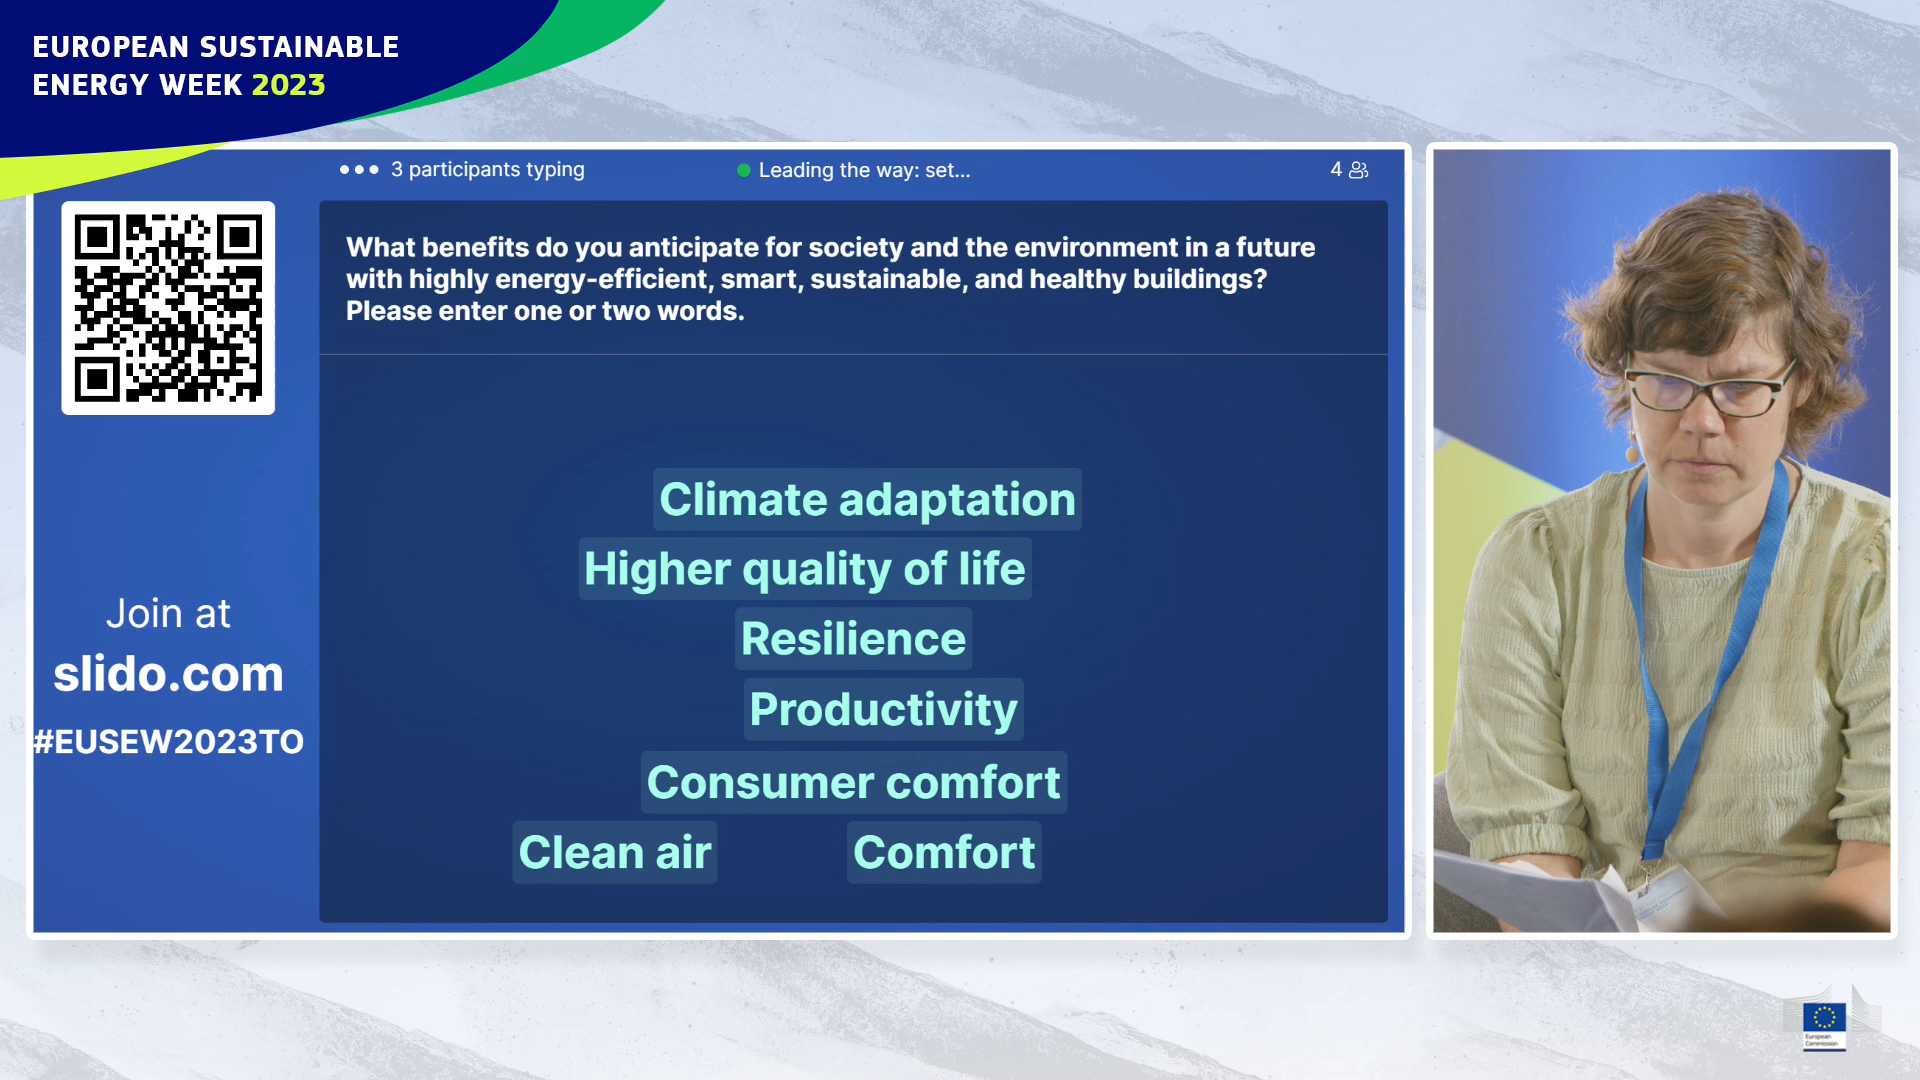 EUROPEAN SUSTAINABLE
ENERGY WEEK 2023
3 participants typing
Leading the way: set...
4
What benefits do you anticipate for society and the environment in a future
with highly energy-efficient, smart, sustainable, and healthy buildings?
Please enter one or two words.
Climate adaptation
Higher quality of life
Resilience
Productivity
Consumer comfort
Clean air
Comfort
Join at
slido.com
#EUSEW2023TO
European
Commission